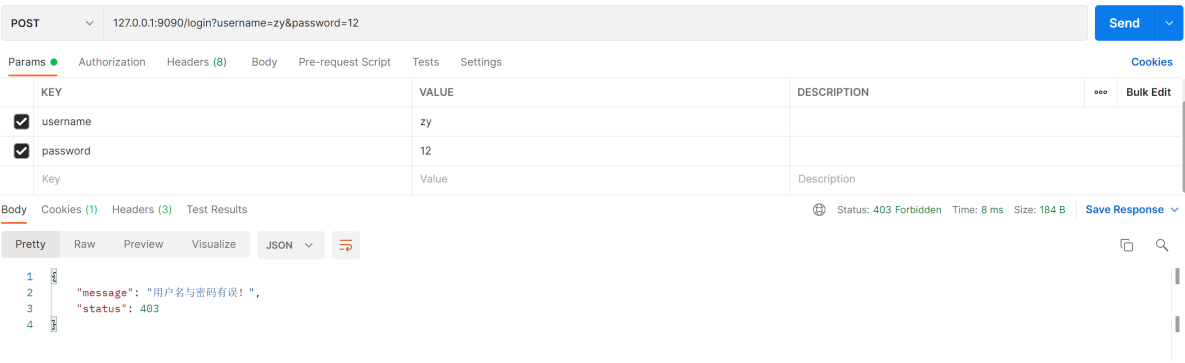 POST 127.0.0.1:9090/login?username=zy&password=12 Send
Params Authorization Headers (8) Body Pre-request Script Tests Settings Cookies
KEY VALUE DESCRIPTION Bulk Edit
username zy
password 12
Key Value Description
Body Cookies (1) Headers (3) Test Results Status: 403 Forbidden Time: 8 ms Size: 184 B Save Response
Pretty Raw Preview Visualize JSON
1 {
2 "message": "用户名与密码有误！",
3 "status": 403
4 }